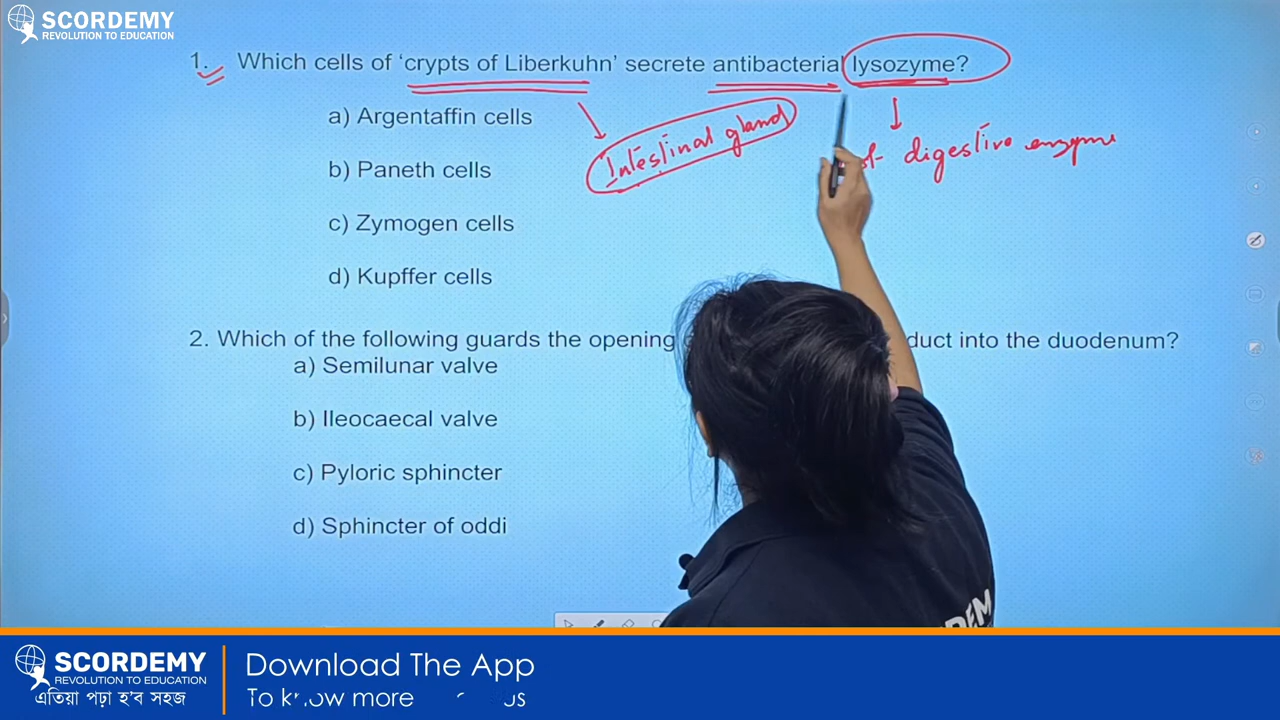 SCORDEMY
REVOLUTION TO EDUCATION
1. Which cells of ‘crypts of Liberkuhn’ secrete antibacterial lysozyme?
Intestinal gland
digestive enzyme
a) Argentaffin cells
b) Paneth cells
c) Zymogen cells
d) Kupffer cells
2. Which of the following guards the opening duct into the duodenum?
a) Semilunar valve
b) Ileocaecal valve
c) Pyloric sphincter
d) Sphincter of oddi
SCORDEMY
REVOLUTION TO EDUCATION
এতিয়া পঢ়া হ'ব সহজ
Download The App
To know more